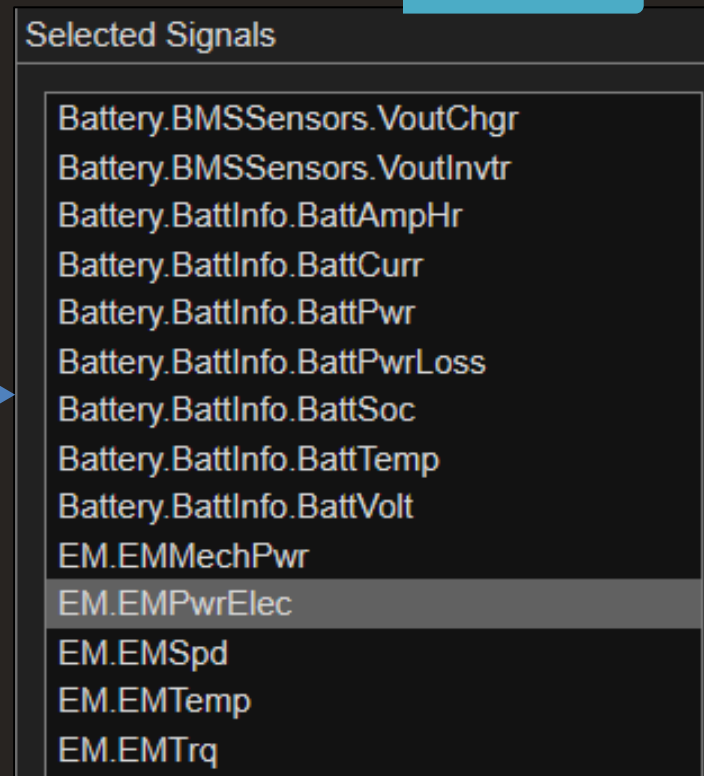 Selected Signals
Battery.BMSSensors.VoutChgr
Battery.BMSSensors.VoutInvtr
Battery.BattInfo.BattAmpHr
Battery.BattInfo.BattCurr
Battery.BattInfo.BattPwr
Battery.BattInfo.BattPwrLoss
Battery.BattInfo.BattSoc
Battery.BattInfo.BattTemp
Battery.BattInfo.BattVolt
EM.EMMechPwr
EM.EMPwrElec
EM.EMSpd
EM.EMTemp
EM.EMTrq